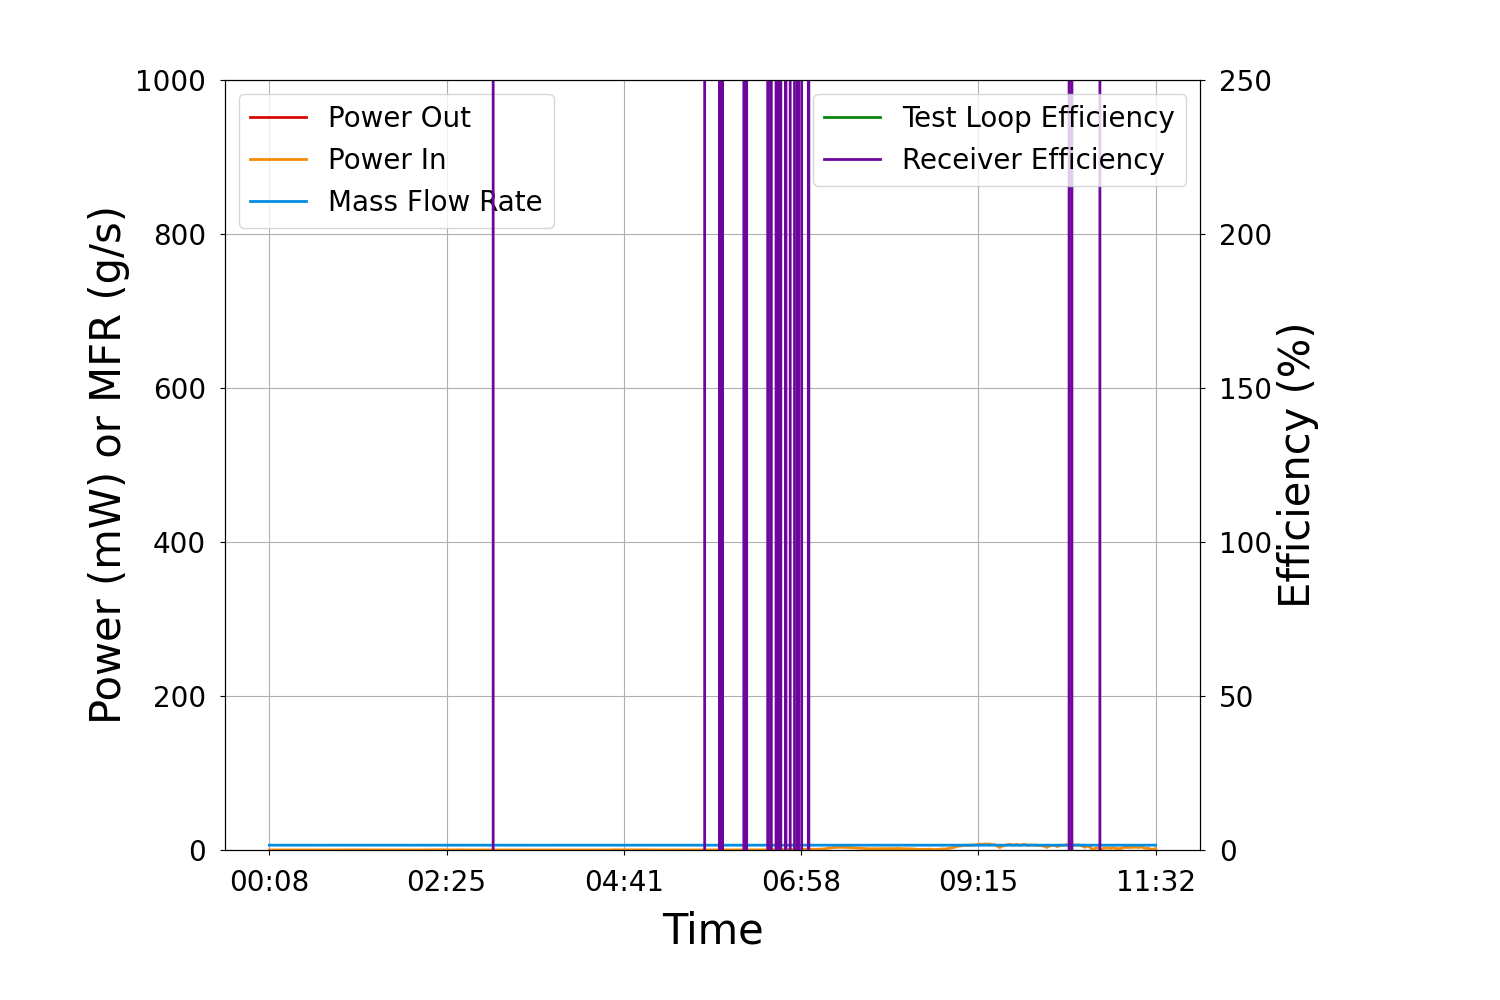 1000
800
600
400
200
0
Power (mW) or MFR (g/s)
Power Out
Power In
Mass Flow Rate
Test Loop Efficiency
Receiver Efficiency
250
200
150
100
50
0
Efficiency (%)
00:08 02:25 04:41 06:58 09:15 11:32
Time